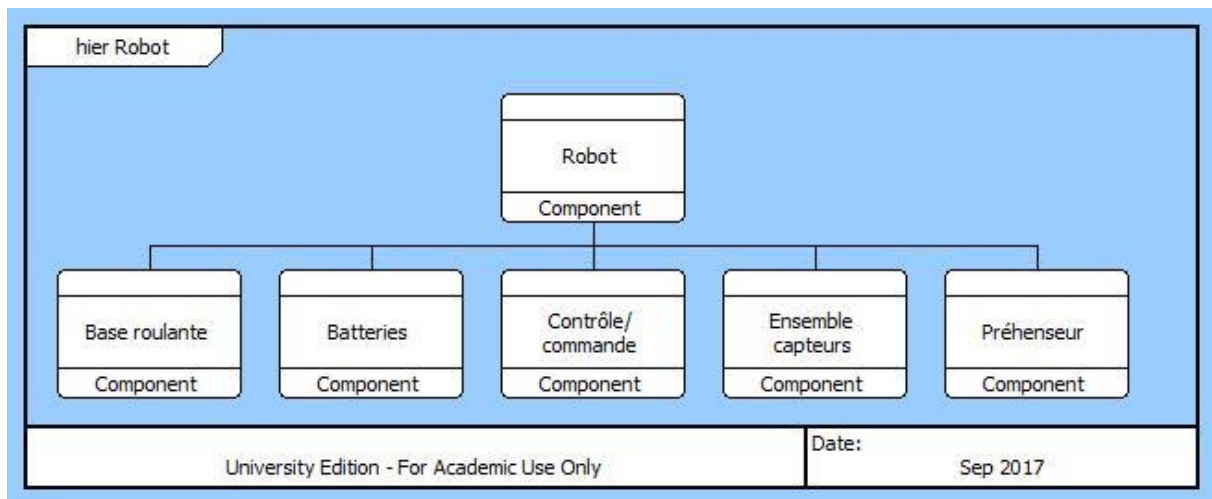 hier Robot
Robot
Component
Base roulante
Component
Batteries
Component
Contrôle/
commande
Component
Ensemble
capteurs
Component
Préhenseur
Component
University Edition - For Academic Use Only
Date:
Sep 2017